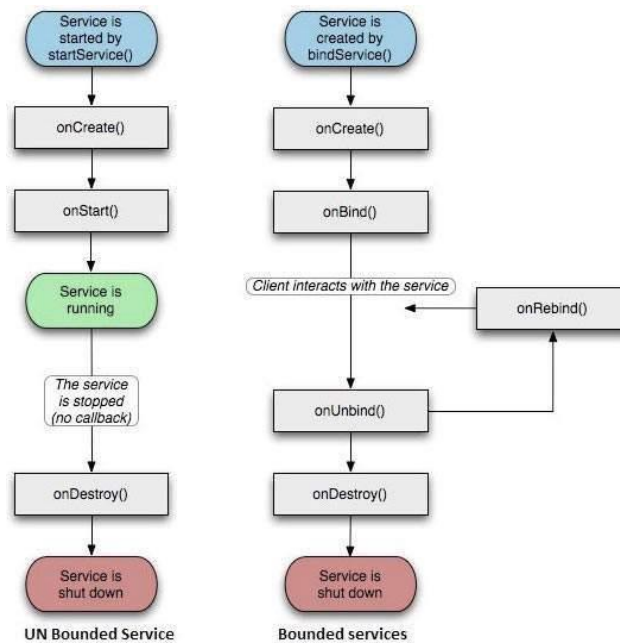 Service is
started by
startService()
onCreate()
onStart()
Service is
running
The service
is stopped
(no callback)
onDestroy()
Service is
shut down
UN Bounded Service
Service is
created by
bindService()
onCreate()
onBind()
Client interacts with the service
onRebind()
onUnbind()
onDestroy()
Service is
shut down
Bounded services